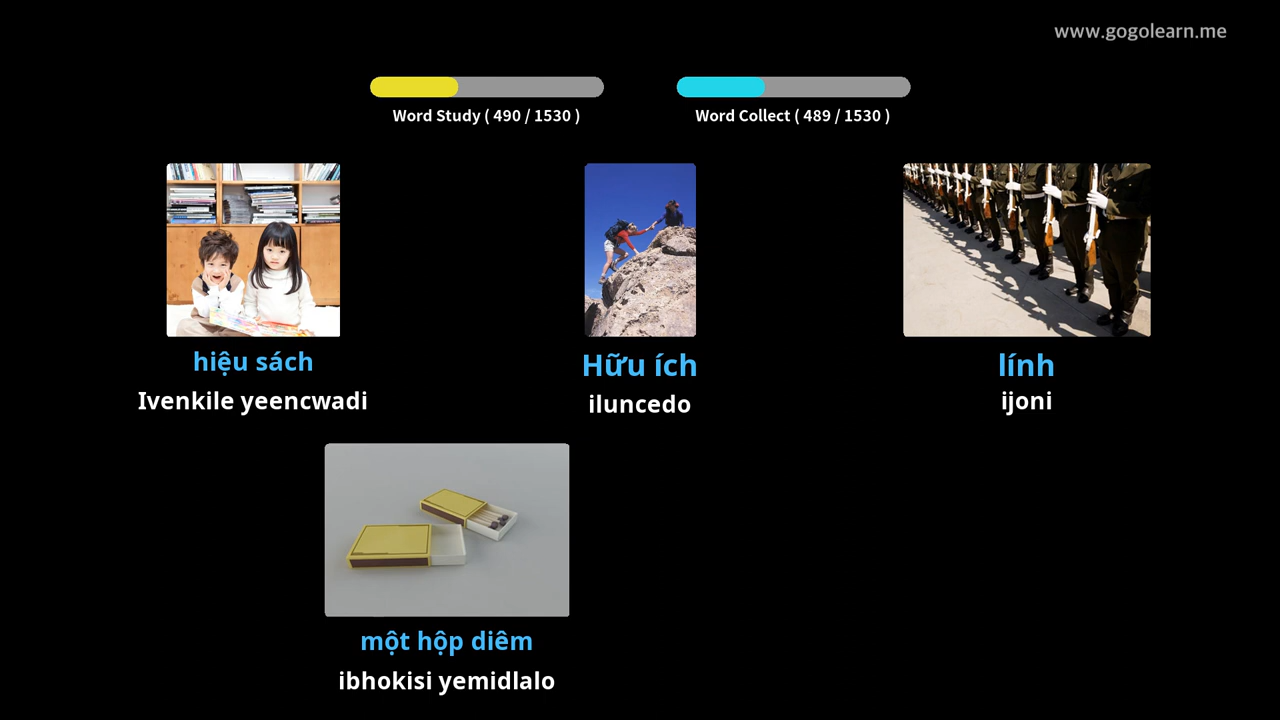 www.gogolearn.me
Word Study ( 490 / 1530 )
Word Collect ( 489 / 1530 )
hiệu sách
Ivenkile yeencwadi
Hữu ích
iluncedo
lính
ijoni
một hộp diêm
ibhokisi yemidlalo